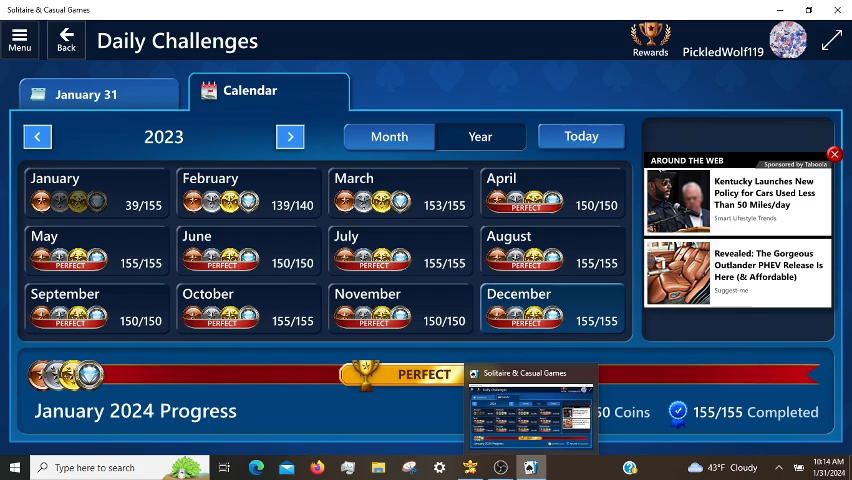 Solitaire & Casual Games
Menu
Back
Daily Challenges
Rewards
PickledWolf119
January 31
Calendar
2023
Month
Year
Today
January
39/155
February
139/140
March
153/155
April
PERFECT
150/150
May
PERFECT
155/155
June
PERFECT
150/150
July
PERFECT
155/155
August
PERFECT
155/155
September
PERFECT
150/150
October
PERFECT
155/155
November
PERFECT
150/150
December
PERFECT
155/155
AROUND THE WEB
Sponsored by Taboola
Kentucky Launches New
Policy for Cars Used Less
Than 50 Miles/day
Smart Lifestyle Trends
Revealed: The Gorgeous
Outlander PHEV Release Is
Here (& Affordable)
Suggest-me
PERFECT
Solitaire & Casual Games
Daily Challenges
January 2024 Progress
50 Coins
155/155 Completed
Type here to search
43°F Cloudy
10:14 AM
1/31/2024